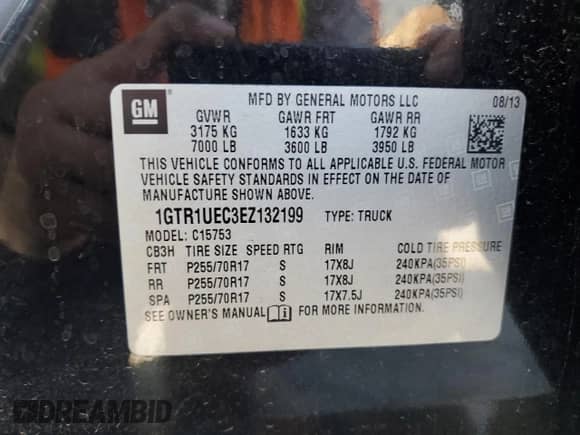 GM
MFD BY GENERAL MOTORS LLC 08/13
GVWR GAWR FRT GAWR RR
3175 KG 1633 KG 1792 KG
7000 LB 3600 LB 3950 LB
THIS VEHICLE CONFORMS TO ALL APPLICABLE U.S. FEDERAL MOTOR
VEHICLE SAFETY STANDARDS IN EFFECT ON THE DATE OF
MANUFACTURE SHOWN ABOVE.
1GTR1UEC3EZ132199 TYPE: TRUCK
MODEL: C15753
CB3H TIRE SIZE SPEED RTG RIM COLD TIRE PRESSURE
FRT P255/70R17 S 17X8J 240KPA(35PSI)
RR P255/70R17 S 17X8J 240KPA(35PSI)
SPA P255/70R17 S 17X7.5J 240KPA(35PSI)
SEE OWNER'S MANUAL FOR MORE INFORMATION.
DREAMBID